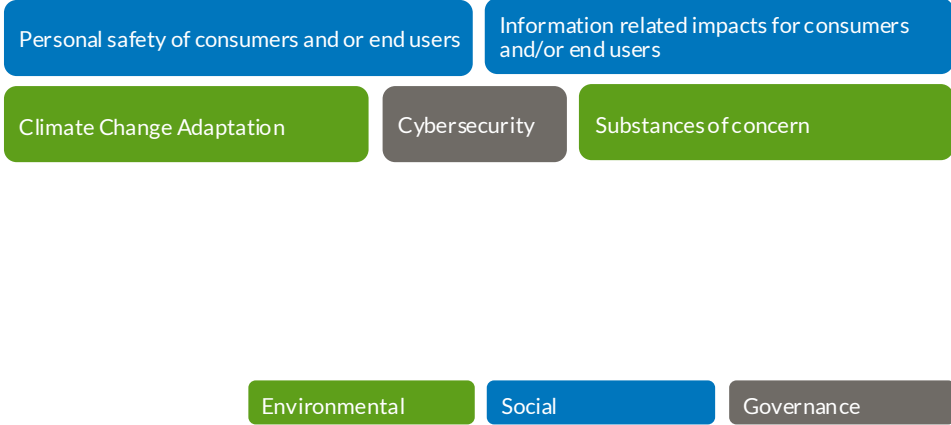 Personal safety of consumers and or end users
Information related impacts for consumers
and/or end users
Climate Change Adaptation
Cybersecurity
Substances of concern
Environmental
Social
Governance